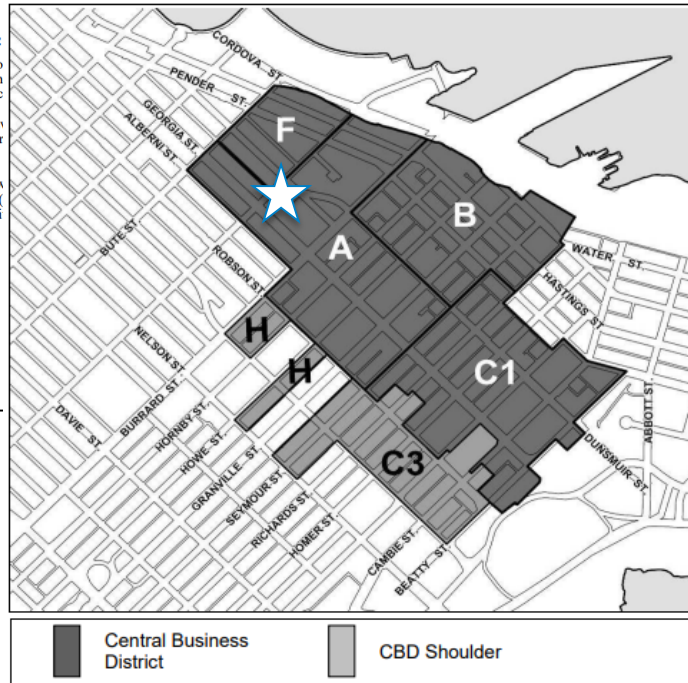 CORDOVA ST.
PENDER ST.
GEORGIA ST.
ALBERNI ST.
F
B
A
BUTE ST.
WATER ST.
ROBSON ST.
HASTINGS ST.
H
H
NELSON ST.
C1
BURRARD ST.
ABBOTT ST.
DAVIE ST.
HORNBY ST.
HOWE ST.
DUNSMUIR ST.
GRANVILLE ST.
C3
SEYMOUR ST.
RICHARDS ST.
HOMER ST.
CAMBIE ST.
BEATTY ST.
Central Business
District
CBD Shoulder